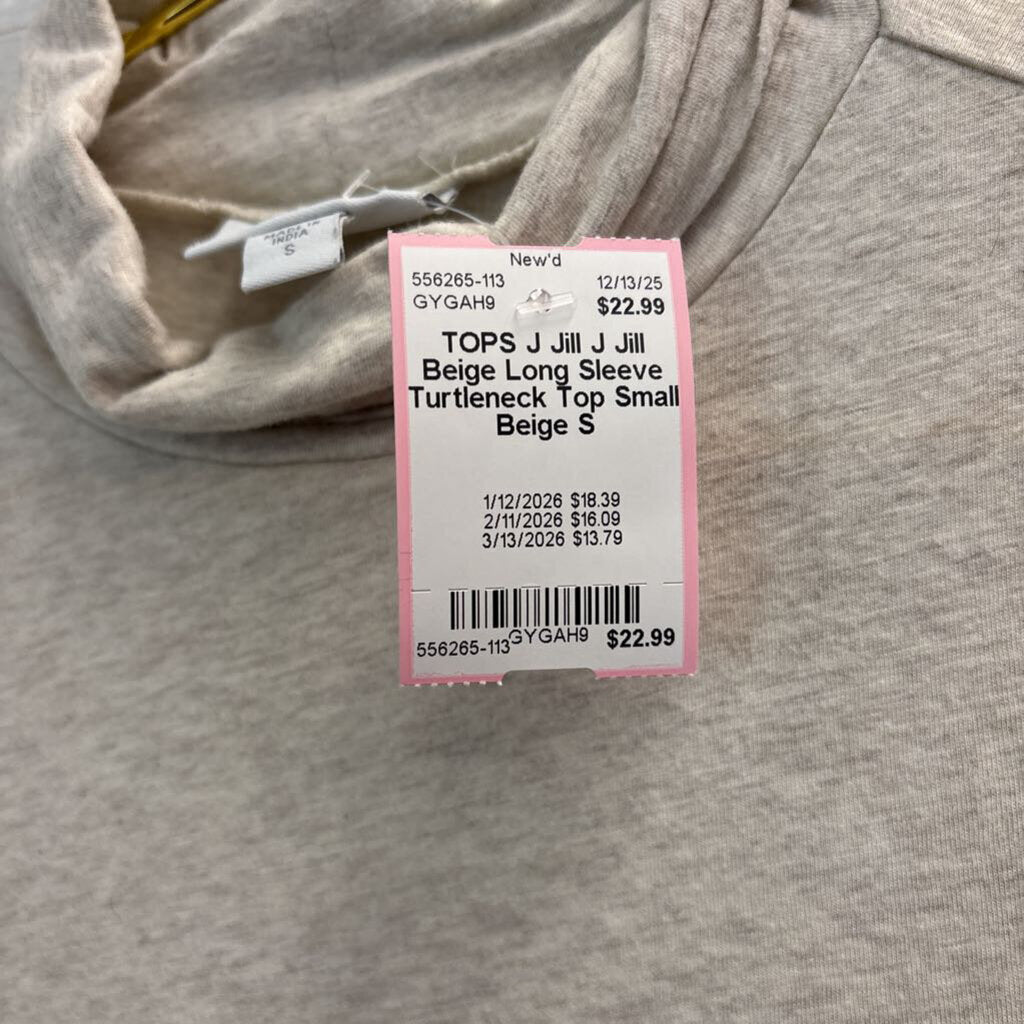 MADE IN
INDIA
S
New'd
556265-113 12/13/25
GYGAH9 $22.99
TOPS J Jill J Jill
Beige Long Sleeve
Turtleneck Top Small
Beige S
1/12/2026 $18.39
2/11/2026 $16.09
3/13/2026 $13.79
556265-113 GYGAH9 $22.99